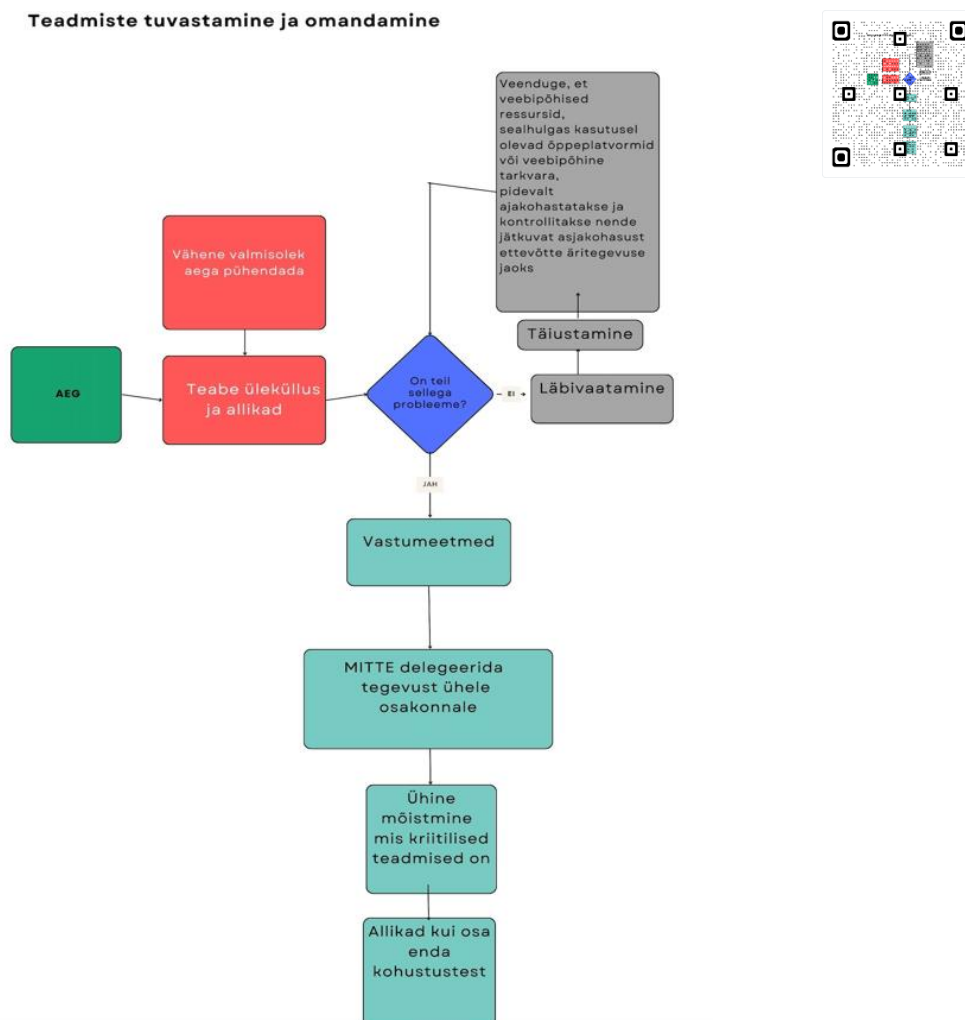 Teadmiste tuvastamine ja omandamine
Veenduge, et
veebipõhised
ressursid,
sealhulgas kasutusel
olevad õppeplatvormid
või veebipõhine
tarkvara,
pidevalt
ajakohastatakse ja
kontrollitakse nende
jätkuvat asjakohasust
ettevõtte äritegevuse
jaoks
Vähene valmisolek
aega pühendada
Täiustamine
AEG
Teabe üleküllus
ja allikad
On teil
sellega
probleeme?
EI
Läbivaatamine
JAH
Vastumeetmed
MITTE delegeerida
tegevust ühele
osakonnale
Ühine
mõistmine
mis kriitilised
teadmised on
Allikad kui osa
enda
kohustustest